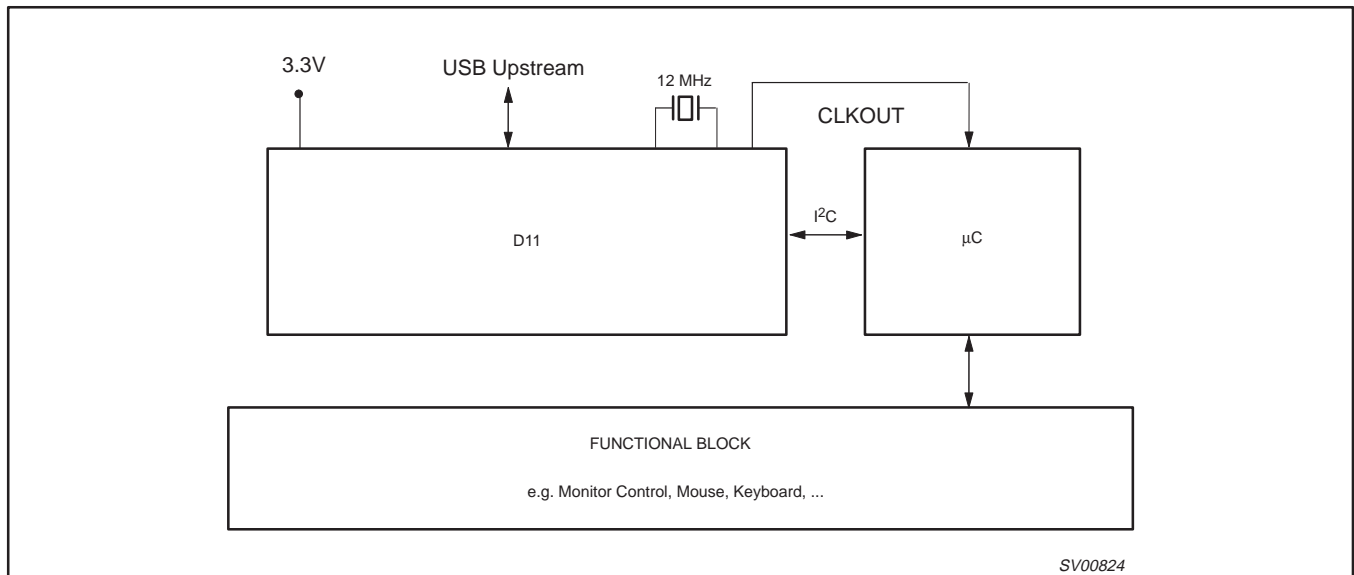 3.3V
USB Upstream
12 MHz
CLKOUT
D11
I²C
μC
FUNCTIONAL BLOCK
e.g. Monitor Control, Mouse, Keyboard, ...
SV00824